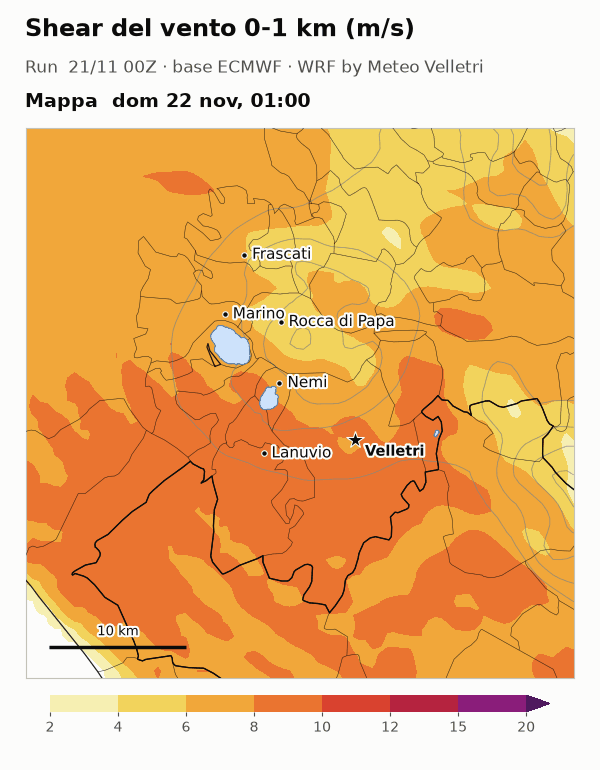 Shear del vento 0-1 km (m/s)
Run  21/11 00Z · base ECMWF · WRF by Meteo Velletri
Mappa  dom 22 nov, 01:00
Frascati
Marino
Rocca di Papa
Nemi
Velletri
Lanuvio
10 km
2 4 6 8 10 12 15 20